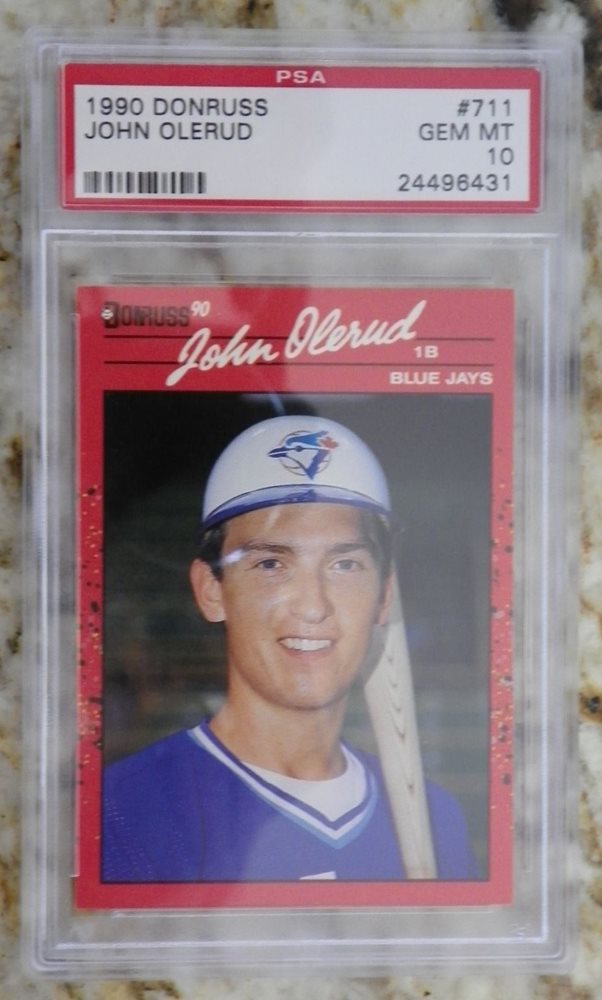 PSA
1990 DONRUSS #711
JOHN OLERUD GEM MT
10
24496431
DONRUSS 90
John Olerud
1B
BLUE JAYS